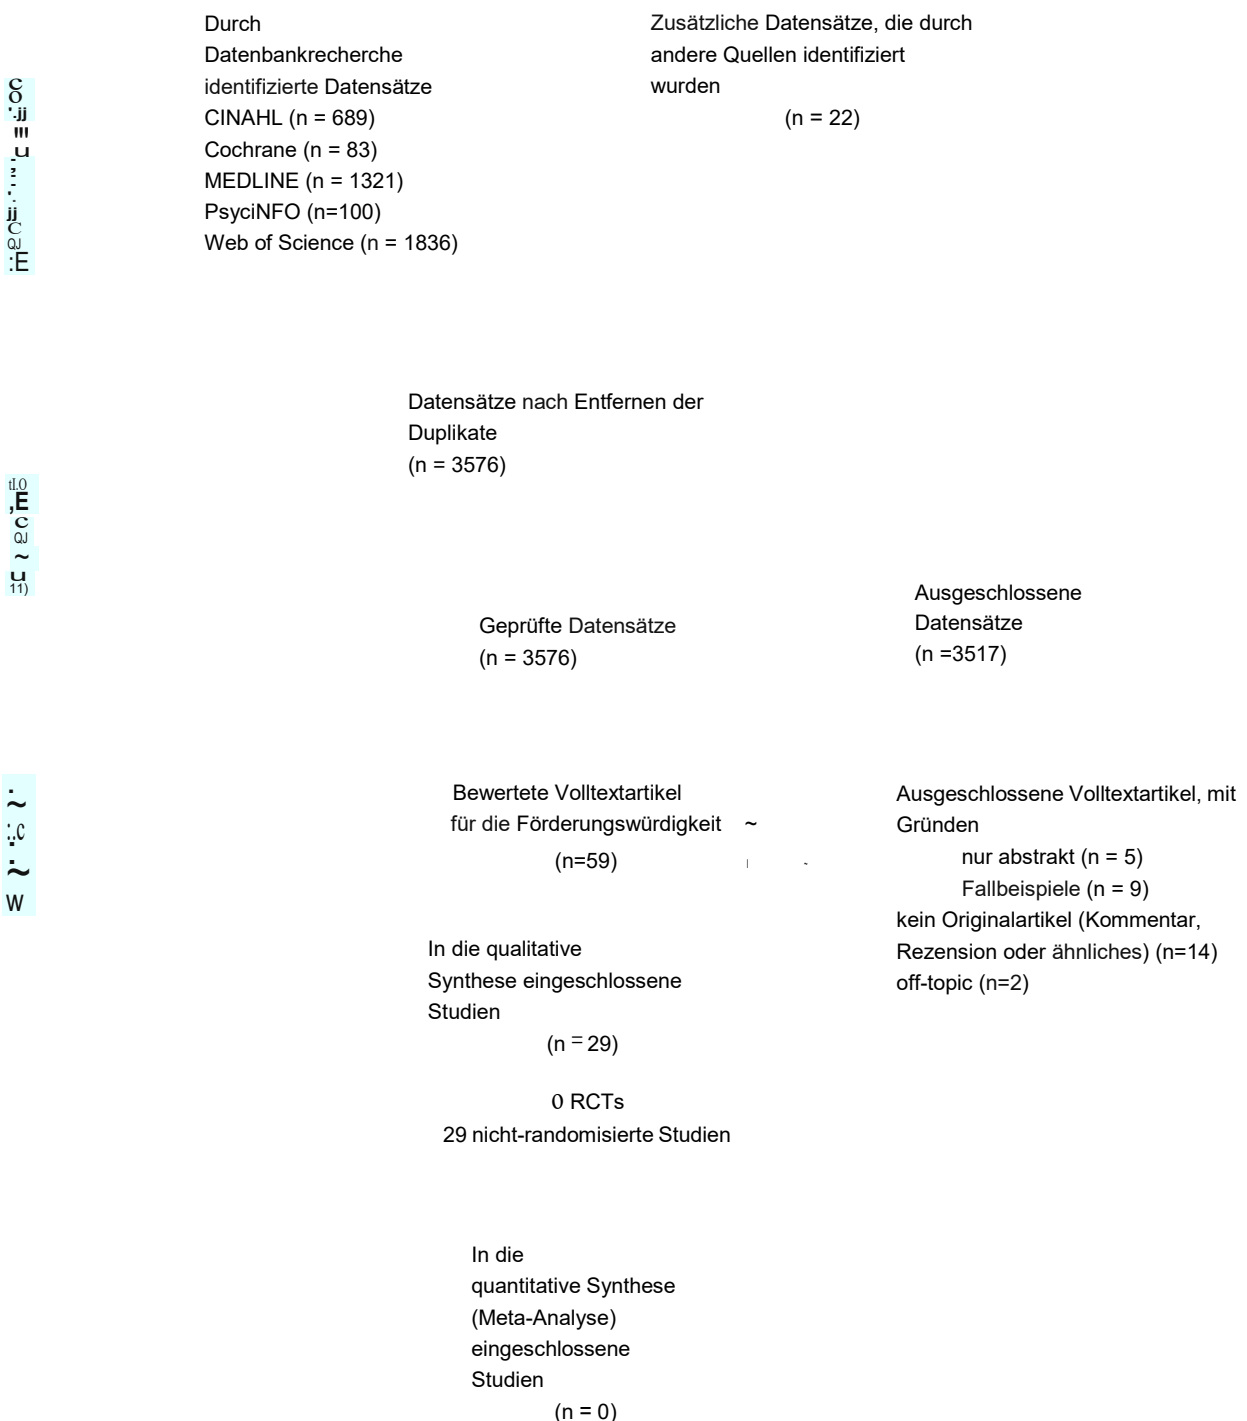 Durch
Datenbankrecherche
identifizierte Datensätze
CINAHL (n = 689)
Cochrane (n = 83)
MEDLINE (n = 1321)
PsyciNFO (n=100)
Web of Science (n = 1836)
Zusätzliche Datensätze, die durch
andere Quellen identifiziert
wurden
(n = 22)
Datensätze nach Entfernen der
Duplikate
(n = 3576)
Geprüfte Datensätze
(n = 3576)
Ausgeschlossene
Datensätze
(n =3517)
Bewertete Volltextartikel
für die Förderungswürdigkeit ~
(n=59)
Ausgeschlossene Volltextartikel, mit
Gründen
nur abstrakt (n = 5)
Fallbeispiele (n = 9)
kein Originalartikel (Kommentar,
Rezension oder ähnliches) (n=14)
off-topic (n=2)
In die qualitative
Synthese eingeschlossene
Studien
(n = 29)
0 RCTs
29 nicht-randomisierte Studien
In die
quantitative Synthese
(Meta-Analyse)
eingeschlossene
Studien
(n = 0)